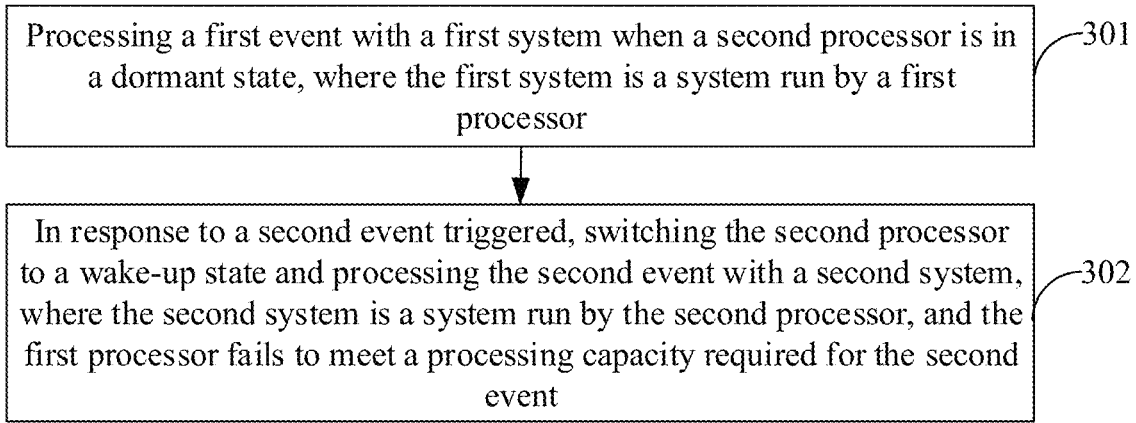 Processing a first event with a first system when a second processor is in
a dormant state, where the first system is a system run by a first
processor
301
In response to a second event triggered, switching the second processor
to a wake-up state and processing the second event with a second system,
where the second system is a system run by the second processor, and the
first processor fails to meet a processing capacity required for the second
event
302